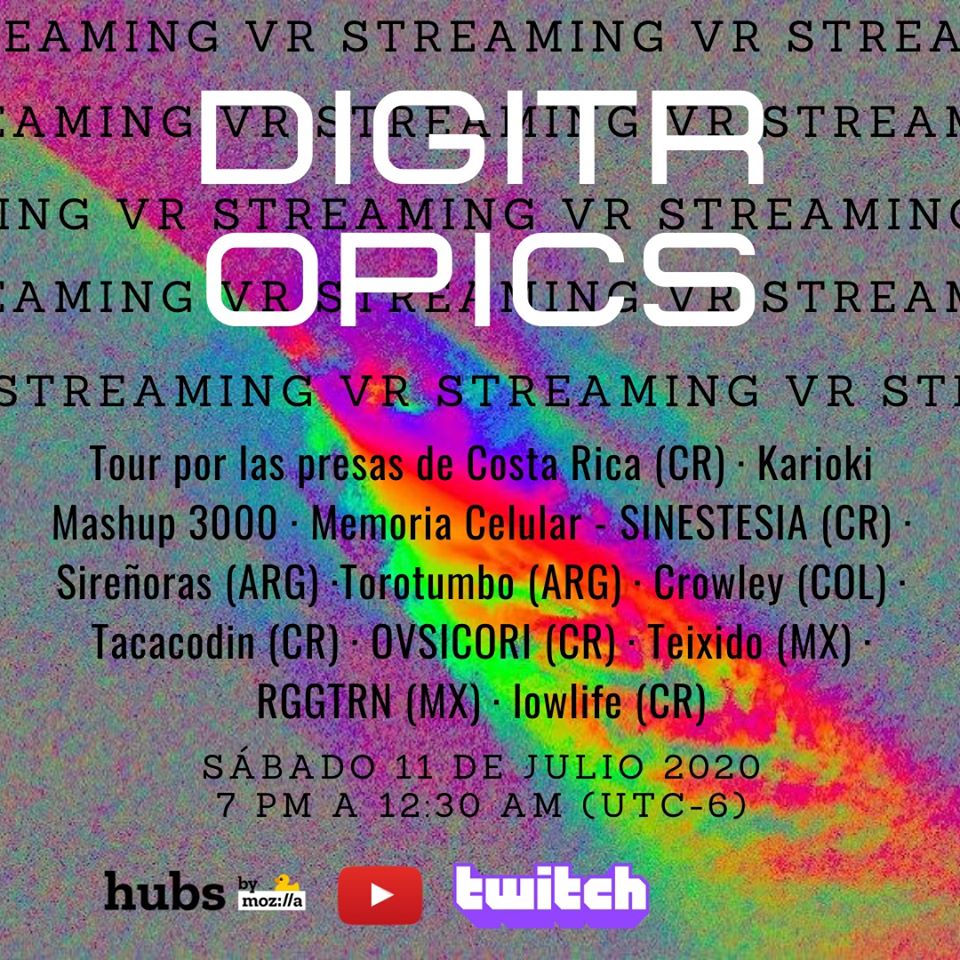 EAMING VR STREAMING VR STREA
DIGITR
EAMING VR STREAMING VR STREAM
ING VR STREAMING VR STREAMING
OPICS
EAMING VR STREAMING VR STREAM
STREAMING VR STREAMING VR STR
Tour por las presas de Costa Rica (CR) · Karioki
Mashup 3000 · Memoria Celular - SINESTESIA (CR) ·
Sireñoras (ARG) ·Torotumbo (ARG) · Crowley (COL) ·
Tacacodin (CR) · OVSICORI (CR) · Teixido (MX) ·
RGGTRN (MX) · lowlife (CR)
SÁBADO 11 DE JULIO 2020
7 PM A 12:30 AM (UTC-6)
hubs by moz://a
twitch